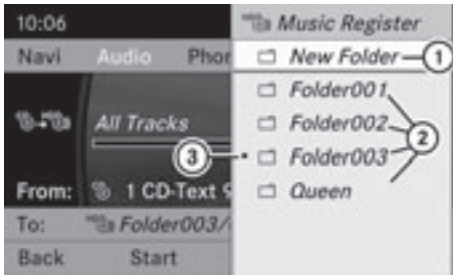 10:06
Music Register
Navi Audio Phon
New Folder
1
Folder001
Folder002
2
All Tracks
3
Folder003
From: 1 CD-Text 9
Queen
To: Folder003/
Back Start